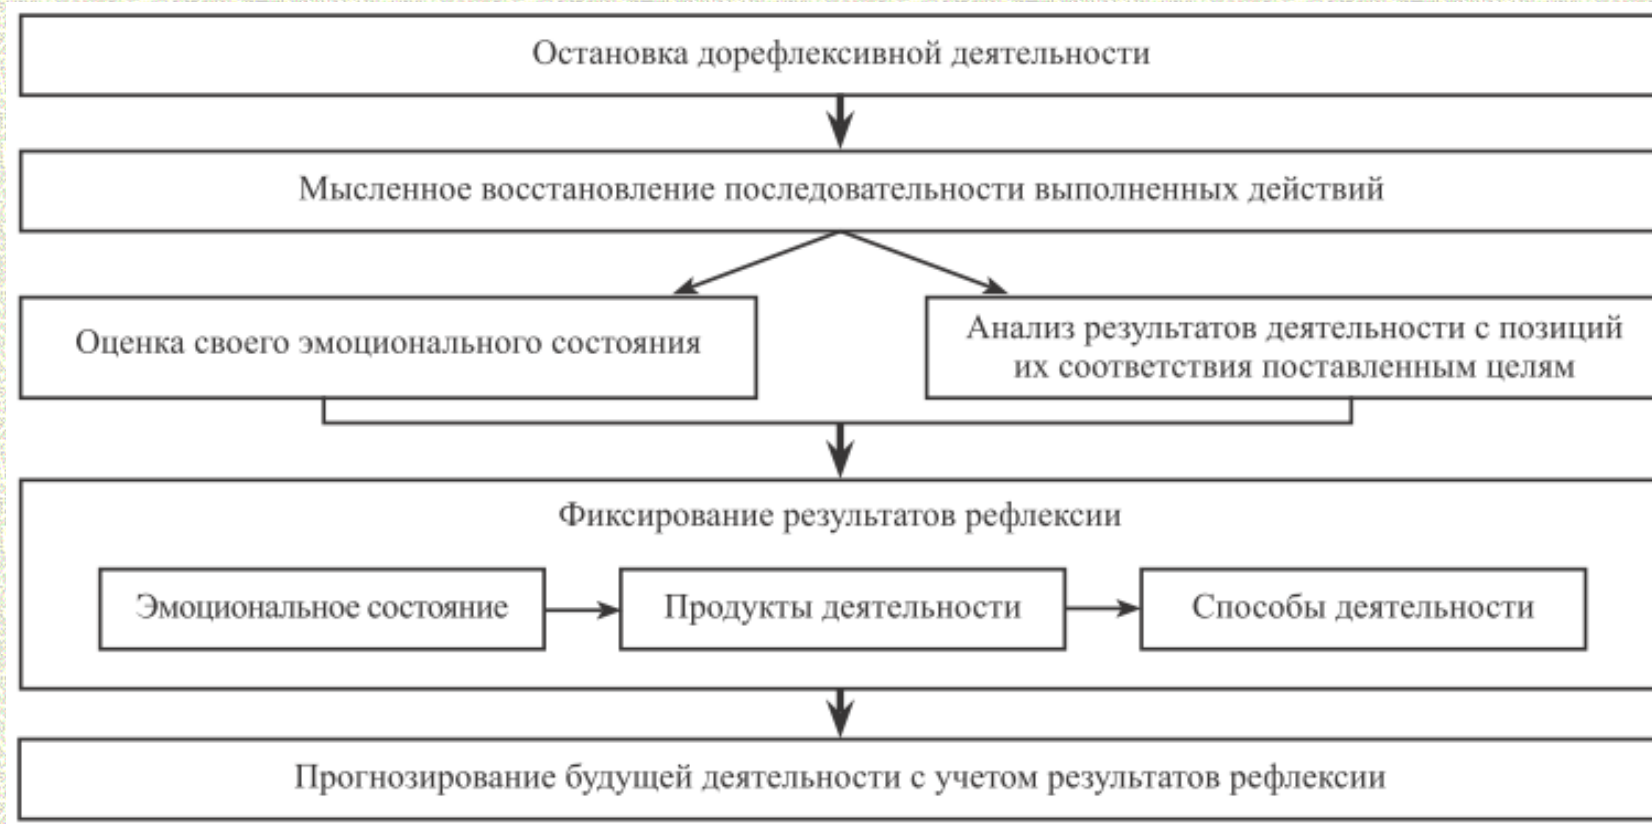 Остановка дорефлексивной деятельности
Мысленное восстановление последовательности выполненных действий
Оценка своего эмоционального состояния
Анализ результатов деятельности с позиций
их соответствия поставленным целям
Фиксирование результатов рефлексии
Эмоциональное состояние
Продукты деятельности
Способы деятельности
Прогнозирование будущей деятельности с учетом результатов рефлексии